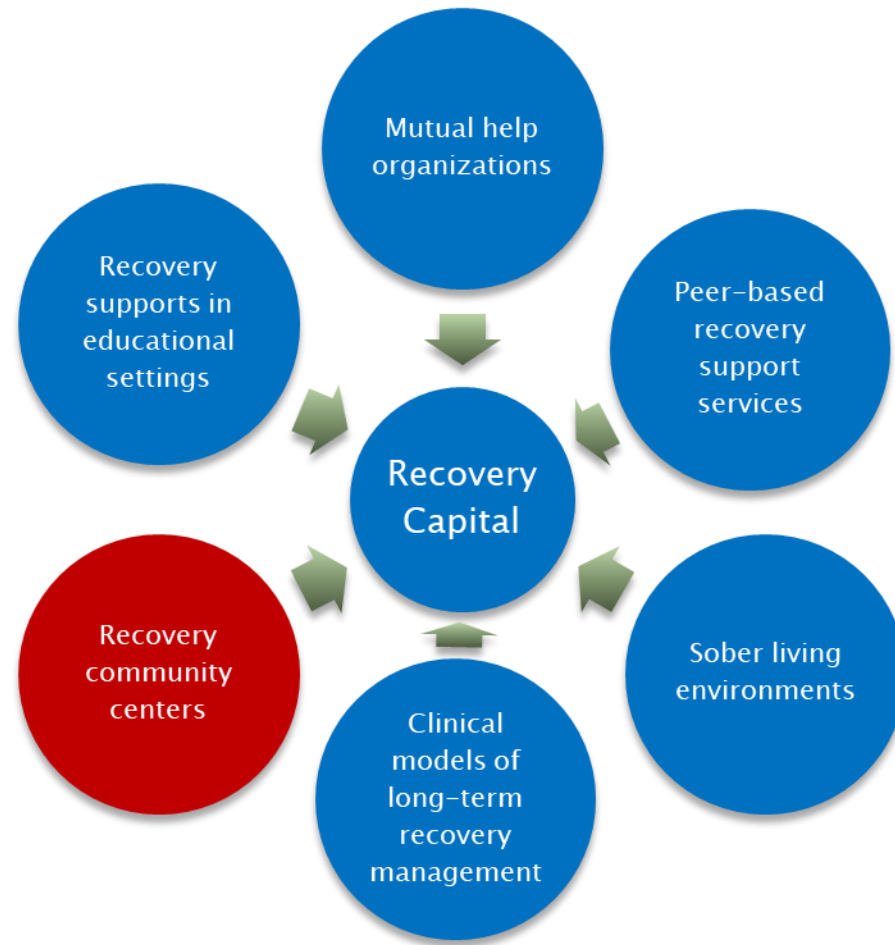 Mutual help
organizations
Peer-based
recovery
support
services
Sober living
environments
Clinical
models of
long-term
recovery
management
Recovery
community
centers
Recovery
supports in
educational
settings
Recovery
Capital